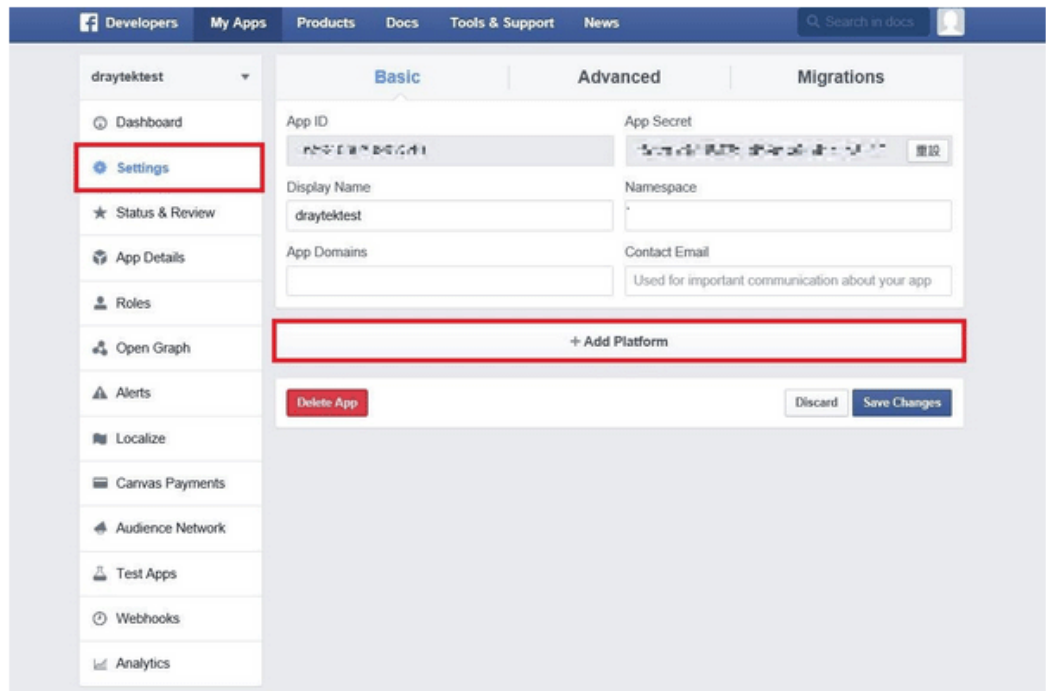 Developers My Apps Products Docs Tools & Support News Search in docs
draytektest
Dashboard
Settings
Status & Review
App Details
Roles
Open Graph
Alerts
Localize
Canvas Payments
Audience Network
Test Apps
Webhooks
Analytics
Basic Advanced Migrations
App ID App Secret
重設
Display Name Namespace
draytektest
App Domains Contact Email
Used for important communication about your app
+ Add Platform
Delete App Discard Save Changes